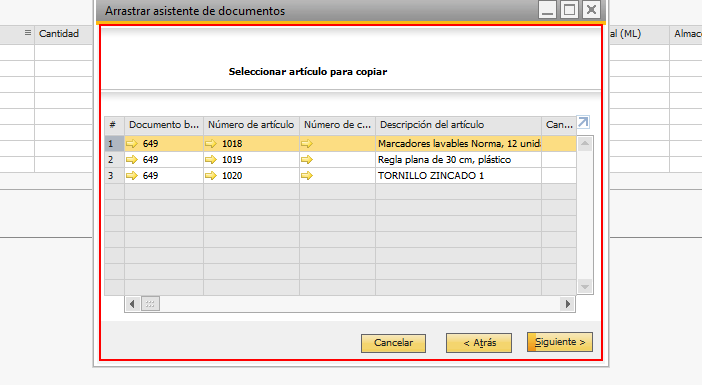 Arrastrar asistente de documentos
Cantidad
al (ML) Almac
Seleccionar artículo para copiar
# Documento b... Número de artículo Número de c... Descripción del artículo Can...
1 649 1018 Marcadores lavables Norma, 12 unida
2 649 1019 Regla plana de 30 cm, plástico
3 649 1020 TORNILLO ZINCADO 1
Cancelar < Atrás Siguiente >